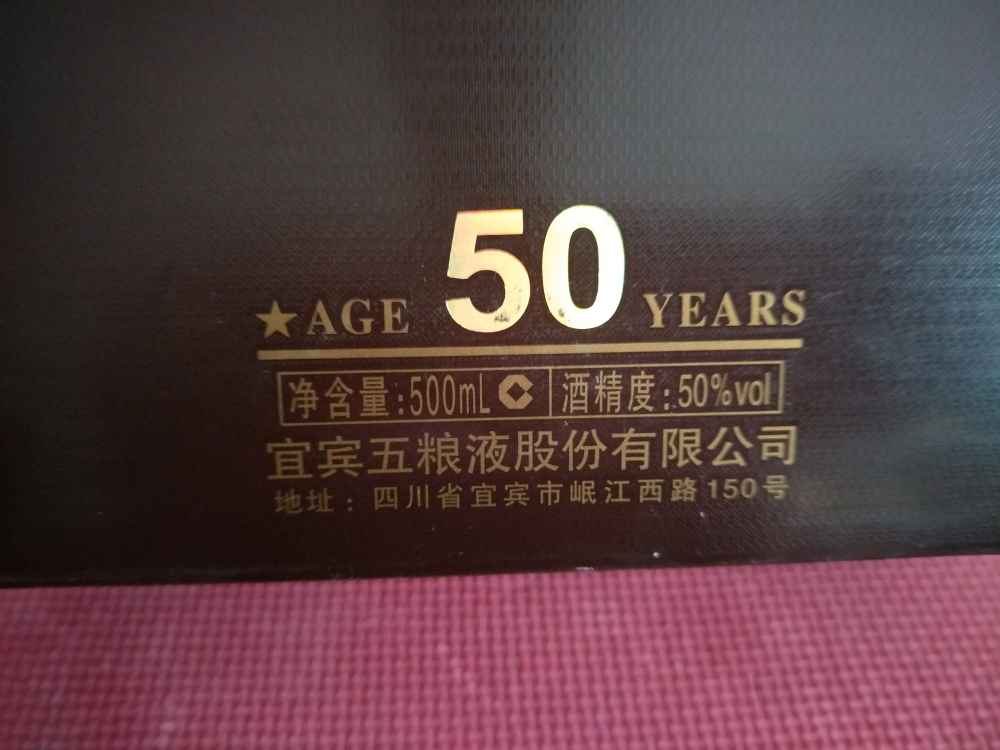 ★AGE 50 YEARS
净含量:500mL 酒精度:50%vol
宜宾五粮液股份有限公司
地址:四川省宜宾市岷江西路150号